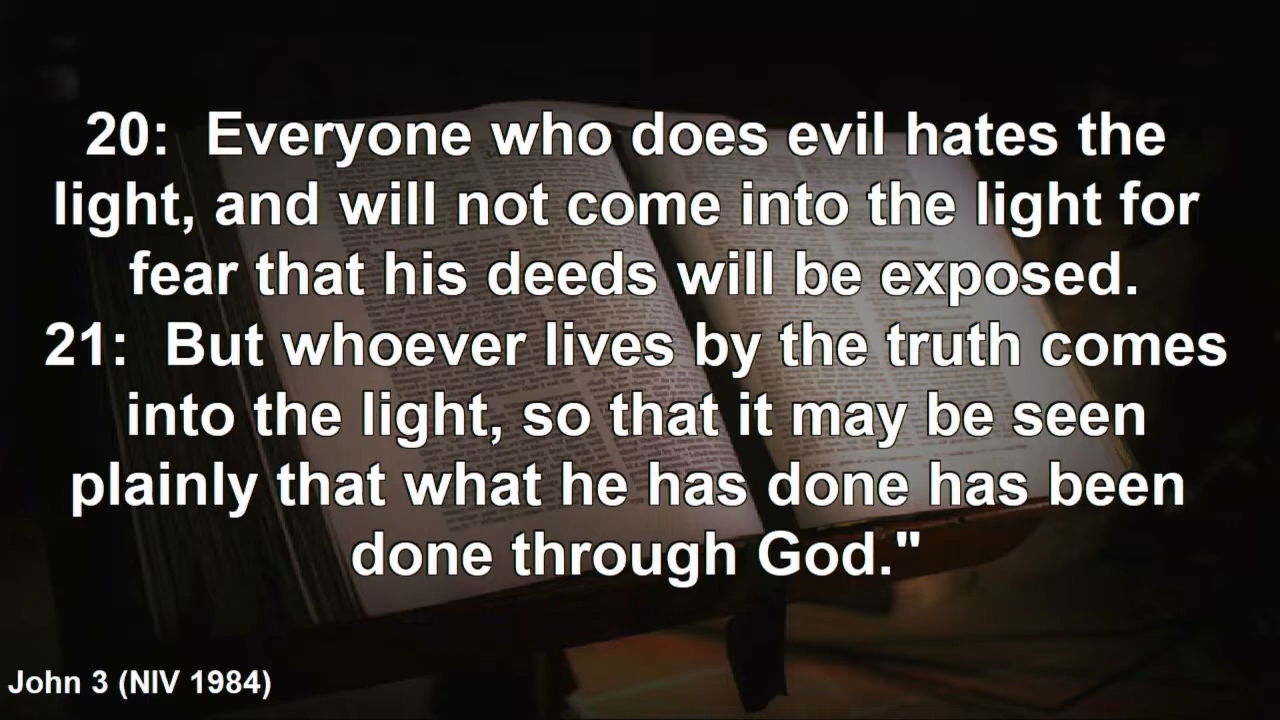 20:  Everyone who does evil hates the
light, and will not come into the light for
fear that his deeds will be exposed.
21:  But whoever lives by the truth comes
into the light, so that it may be seen
plainly that what he has done has been
done through God."
John 3 (NIV 1984)